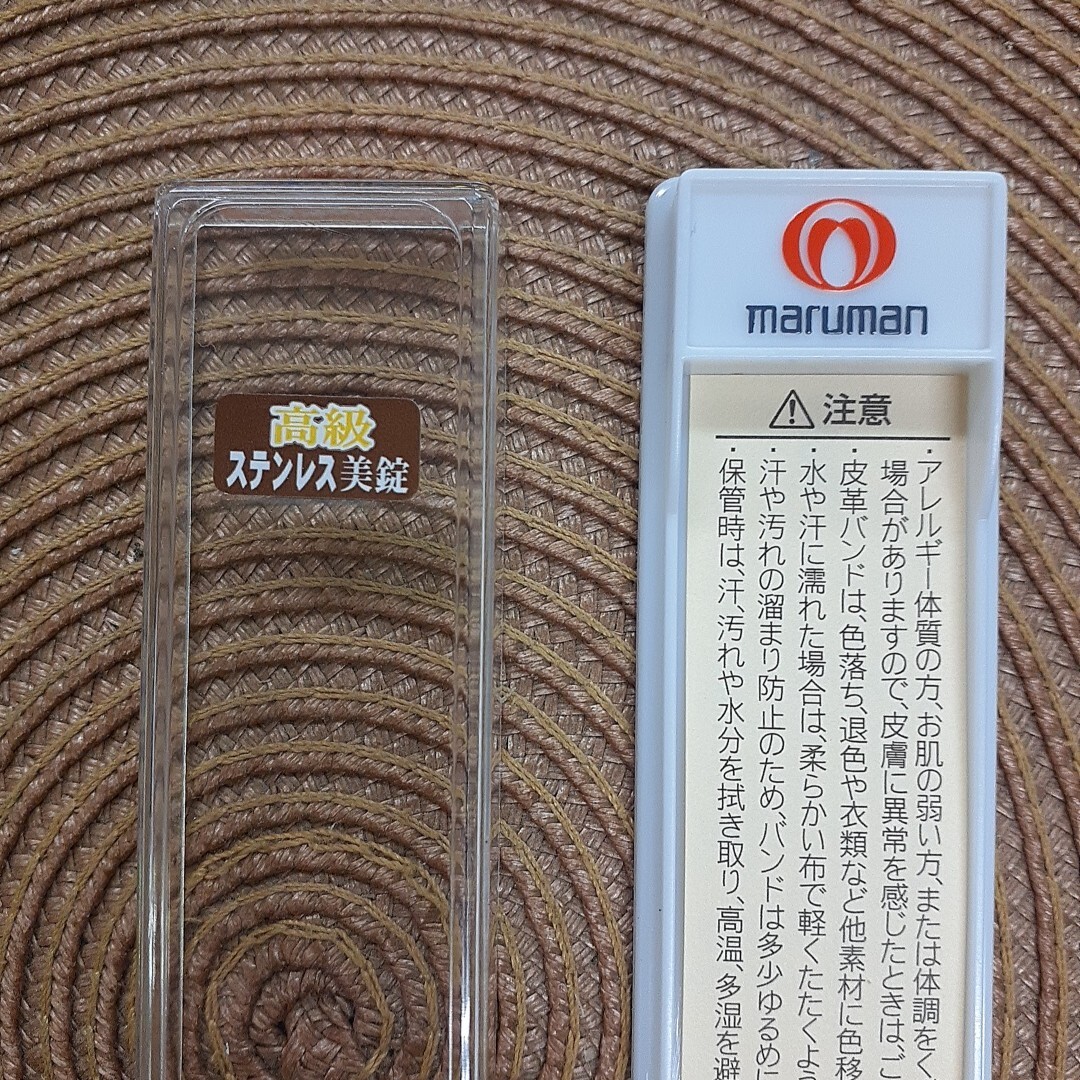 高級
ステンレス美錠
maruman
注意
・アレルギー体質の方、お肌の弱い方、または体調をく
場合がありますので、皮膚に異常を感じたときは、ご
・皮革バンドは、色落ち、退色や衣類など他素材に色移
・水や汗に濡れた場合は、柔らかい布で軽くたたくよう
・汗や汚れの溜まり防止のため、バンドは多少ゆるめに
・保管時は、汗、汚れや水分を拭き取り、高温、多湿を避